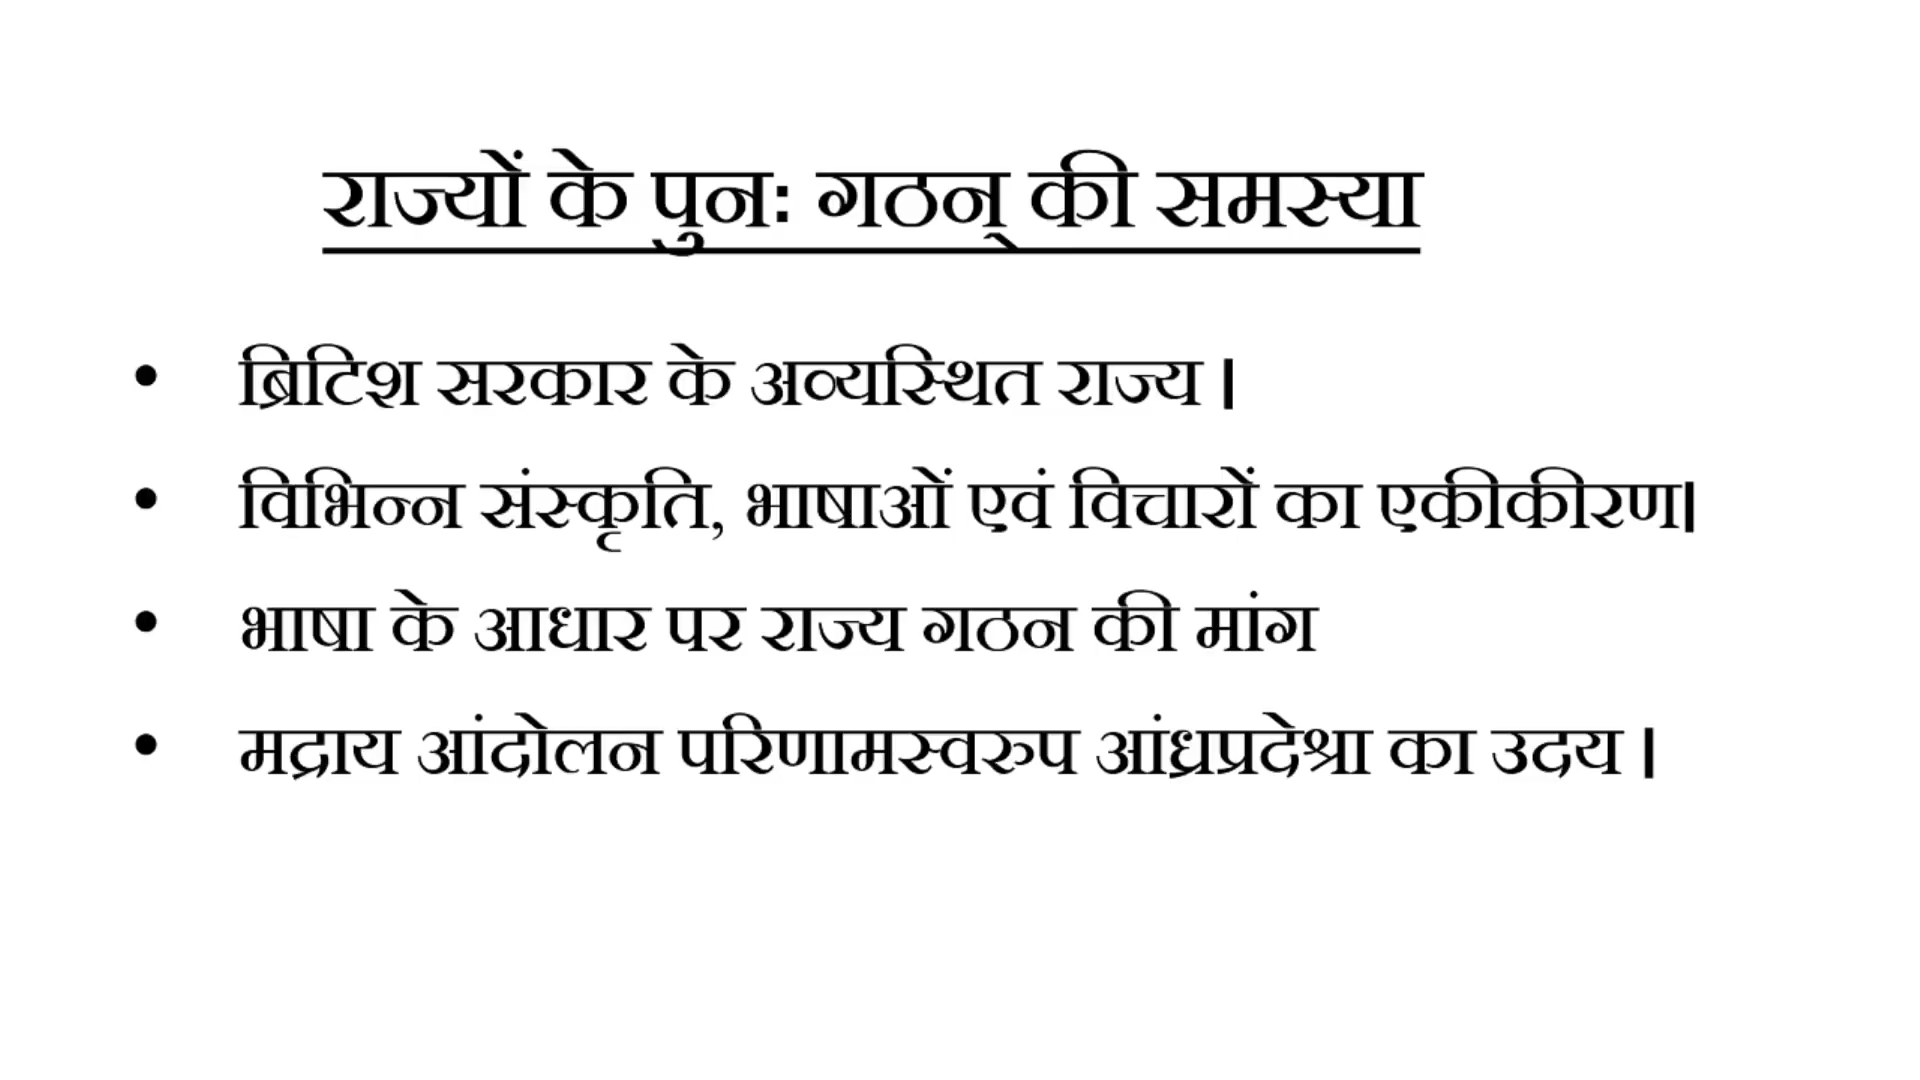 राज्यों के पुनः गठन् की समस्या
• ब्रिटिश सरकार के अव्यस्थित राज्य।
• विभिन्न संस्कृति, भाषाओं एवं विचारों का एकीकीरण।
• भाषा के आधार पर राज्य गठन की मांग
• मद्राय आंदोलन परिणामस्वरुप आंध्रप्रदेश्रा का उदय।